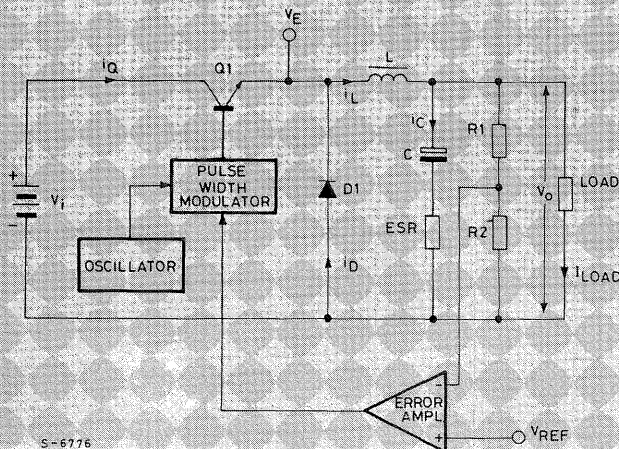 VE
iQ
Q1
L
iL
iC
C
R1
+
Vi
-
PULSE
WIDTH
MODULATOR
D1
Vo
LOAD
ESR
R2
OSCILLATOR
iD
ILOAD
-
ERROR
AMPL
+
VREF
S-6776